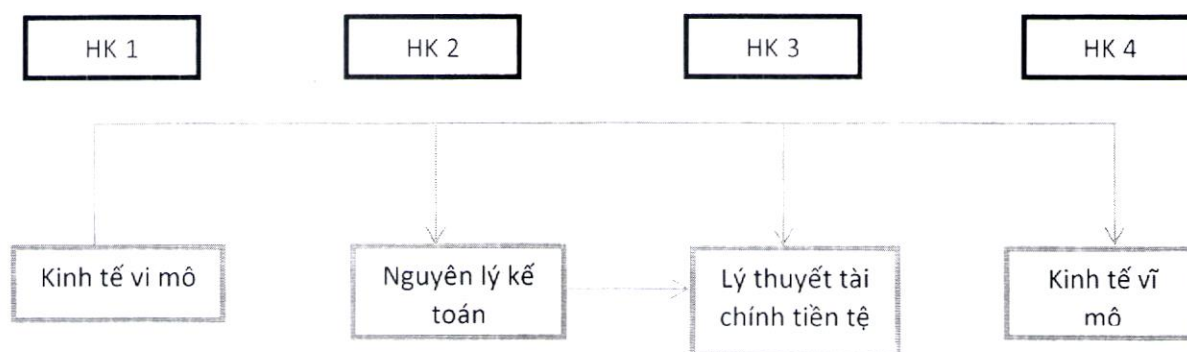 HK 1
HK 2
HK 3
HK 4
Kinh tế vi mô
Nguyên lý kế
toán
Lý thuyết tài
chính tiền tệ
Kinh tế vĩ
mô